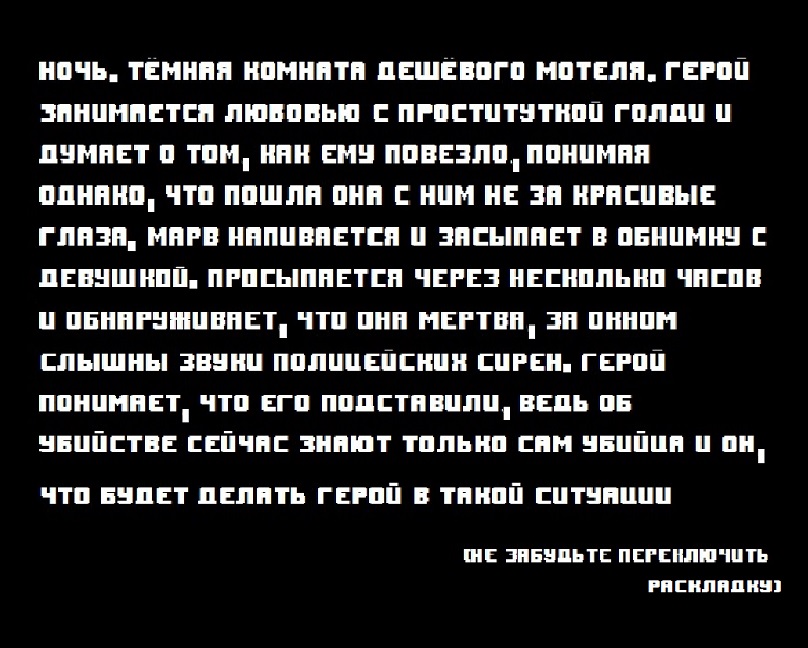 НОЧЬ. ТЁМНАЯ КОМНАТА ДЕШЁВОГО МОТЕЛЯ. ГЕРОЙ
ЗАНИМАЕТСЯ ЛЮБОВЬЮ С ПРОСТИТУТКОЙ ГОЛДИ И
ДУМАЕТ О ТОМ, КАК ЕМУ ПОВЕЗЛО, ПОНИМАЯ
ОДНАКО, ЧТО ПОШЛА ОНА С НИМ НЕ ЗА КРАСИВЫЕ
ГЛАЗА, МАРВ НАПИВАЕТСЯ И ЗАСЫПАЕТ В ОБНИМКУ С
ДЕВУШКОЙ. ПРОСЫПАЕТСЯ ЧЕРЕЗ НЕСКОЛЬКО ЧАСОВ
И ОБНАРУЖИВАЕТ, ЧТО ОНА МЕРТВА, ЗА ОКНОМ
СЛЫШНЫ ЗВУКИ ПОЛИЦЕЙСКИХ СИРЕН. ГЕРОЙ
ПОНИМАЕТ, ЧТО ЕГО ПОДСТАВИЛИ, ВЕДЬ ОБ
УБИЙСТВЕ СЕЙЧАС ЗНАЮТ ТОЛЬКО САМ УБИЙЦА И ОН,
ЧТО БУДЕТ ДЕЛАТЬ ГЕРОЙ В ТАКОЙ СИТУАЦИИ
(НЕ ЗАБУДЬТЕ ПЕРЕКЛЮЧИТЬ
РАСКЛАДКУ)